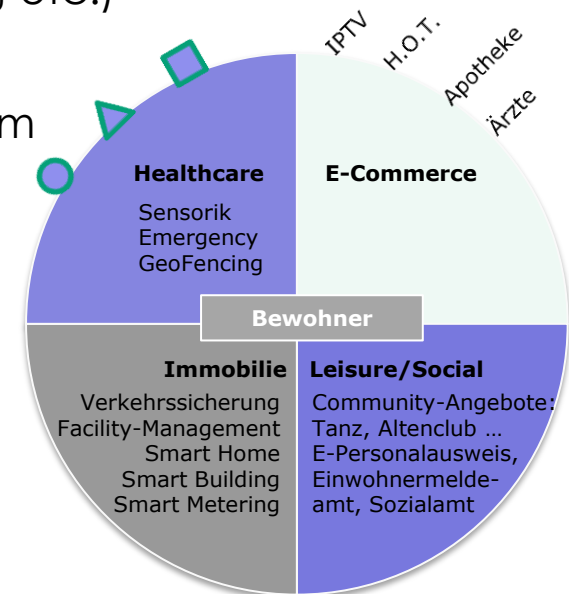 etc.)
IPTV
H.O.T.
Apotheke
Ärzte
Healthcare
Sensorik
Emergency
GeoFencing
E-Commerce
Bewohner
Immobilie
Verkehrssicherung
Facility-Management
Smart Home
Smart Building
Smart Metering
Leisure/Social
Community-Angebote:
Tanz, Altenclub ...
E-Personalausweis,
Einwohnermelde-
amt, Sozialamt